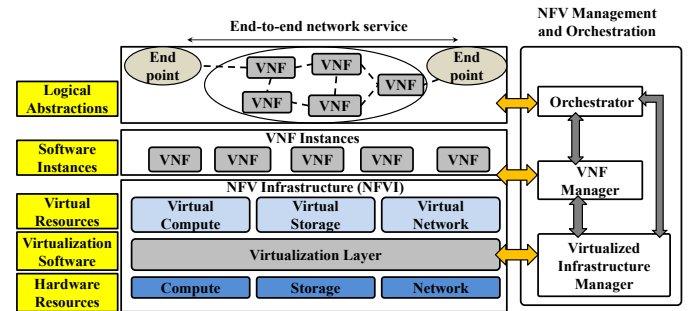 End-to-end network service
NFV Management
and Orchestration
End
point
VNF
VNF
VNF
VNF
VNF
End
point
Logical
Abstractions
Orchestrator
VNF Instances
Software
Instances
VNF
VNF
VNF
VNF
VNF
VNF
Manager
NFV Infrastructure (NFVI)
Virtual
Resources
Virtual
Compute
Virtual
Storage
Virtual
Network
Virtualization
Software
Virtualization Layer
Virtualized
Infrastructure
Manager
Hardware
Resources
Compute
Storage
Network